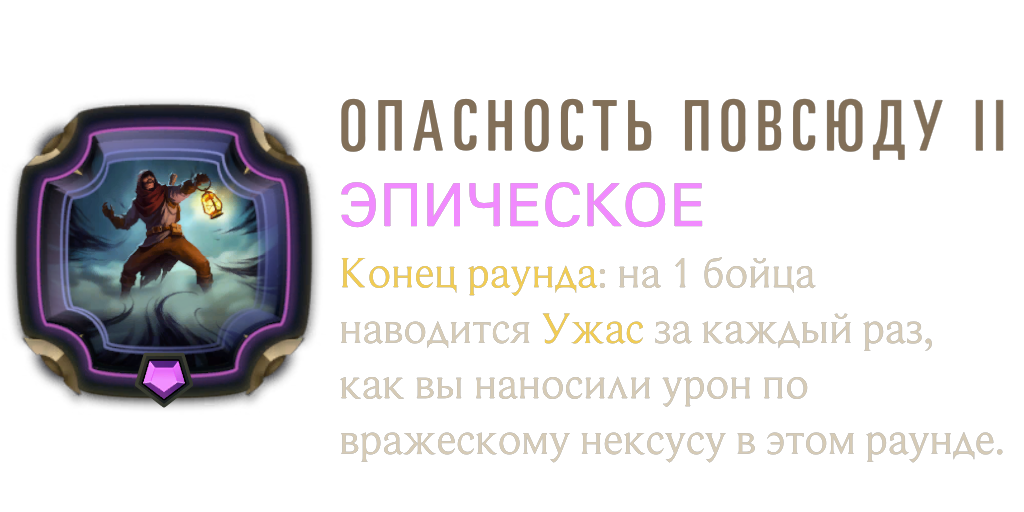 ОПАСНОСТЬ ПОВСЮДУ II
ЭПИЧЕСКОЕ
Конец раунда: на 1 бойца
наводится Ужас за каждый раз,
как вы наносили урон по
вражескому нексусу в этом раунде.